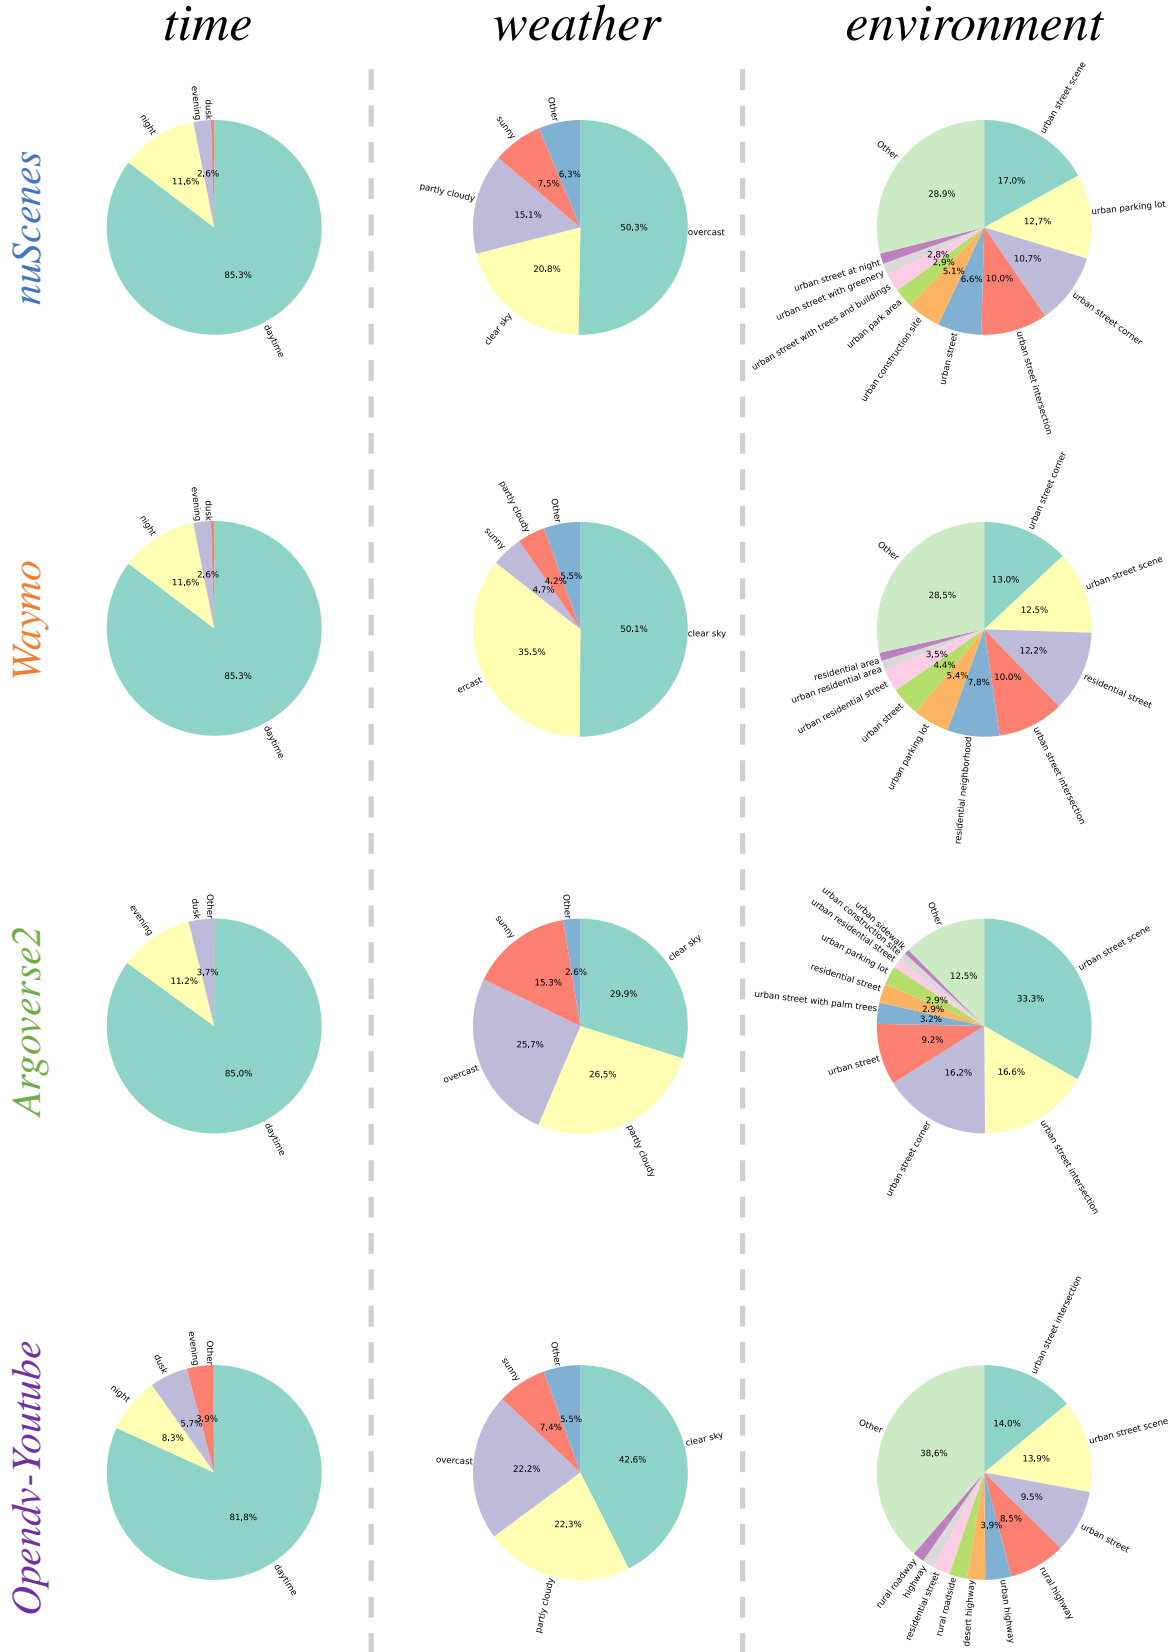 time
weather
environment
nuScenes
dusk
evening
night
2.6%
11.6%
85.3%
daytime
Other
sunny
partly cloudy
6.3%
7.5%
15.1%
50.3%
overcast
20.8%
clear sky
urban street scene
Other
17.0%
28.9%
urban parking lot
12.7%
10.7%
urban street corner
10.0%
urban street intersection
6.6%
urban street
5.1%
urban construction site
2.9%
urban park area
2.8%
urban street with trees and buildings
urban street with greenery
urban street at night
Waymo
dusk
evening
night
2.6%
11.6%
85.3%
daytime
Other
partly cloudy
sunny
5.5%
4.2%
4.7%
50.1%
clear sky
35.5%
ercast
urban street corner
Other
13.0%
28.5%
urban street scene
12.5%
12.2%
residential street
10.0%
urban street intersection
7.8%
residential neighborhood
5.4%
urban parking lot
4.4%
urban street
3.5%
urban residential street
urban residential area
residential area
Argoverse2
Other
dusk
evening
3.7%
11.2%
85.0%
daytime
Other
sunny
2.6%
15.3%
29.9%
clear sky
25.7%
overcast
26.5%
partly cloudy
Other
12.5%
urban sidewalk
urban construction site
urban residential street
urban parking lot
2.9%
residential street
2.9%
urban street with palm trees
3.2%
urban street
9.2%
33.3%
urban street scene
16.2%
urban street corner
16.6%
urban street intersection
Opendv-Youtube
Other
evening
dusk
night
3.9%
5.7%
8.3%
81.8%
daytime
Other
sunny
5.5%
7.4%
42.6%
clear sky
overcast
22.2%
22.3%
partly cloudy
urban street intersection
Other
14.0%
38.6%
urban street scene
13.9%
9.5%
urban street
8.5%
rural highway
3.9%
urban highway
desert highway
rural roadside
residential street
highway
rural roadway